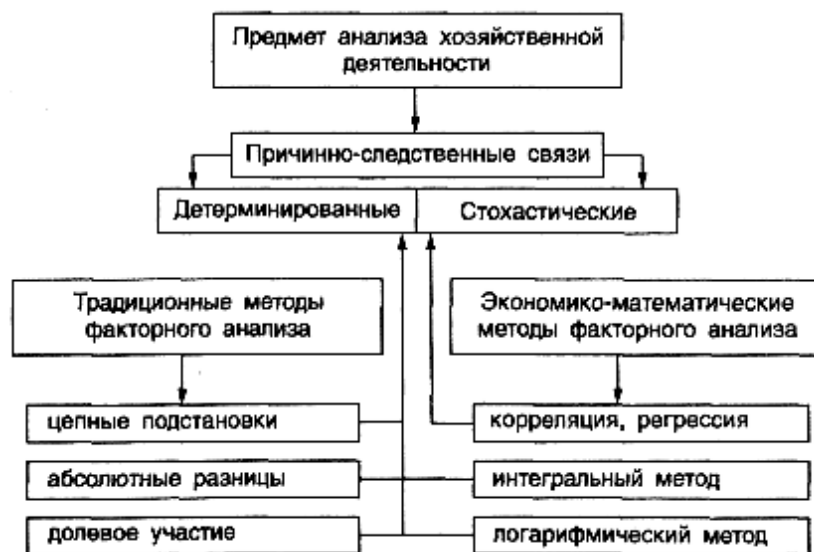 Предмет анализа хозяйственной
деятельности
Причинно-следственные связи
Детерминированные
Стохастические
Традиционные методы
факторного анализа
Экономико-математические
методы факторного анализа
цепные подстановки
корреляция, регрессия
абсолютные разницы
интегральный метод
долевое участие
логарифмический метод